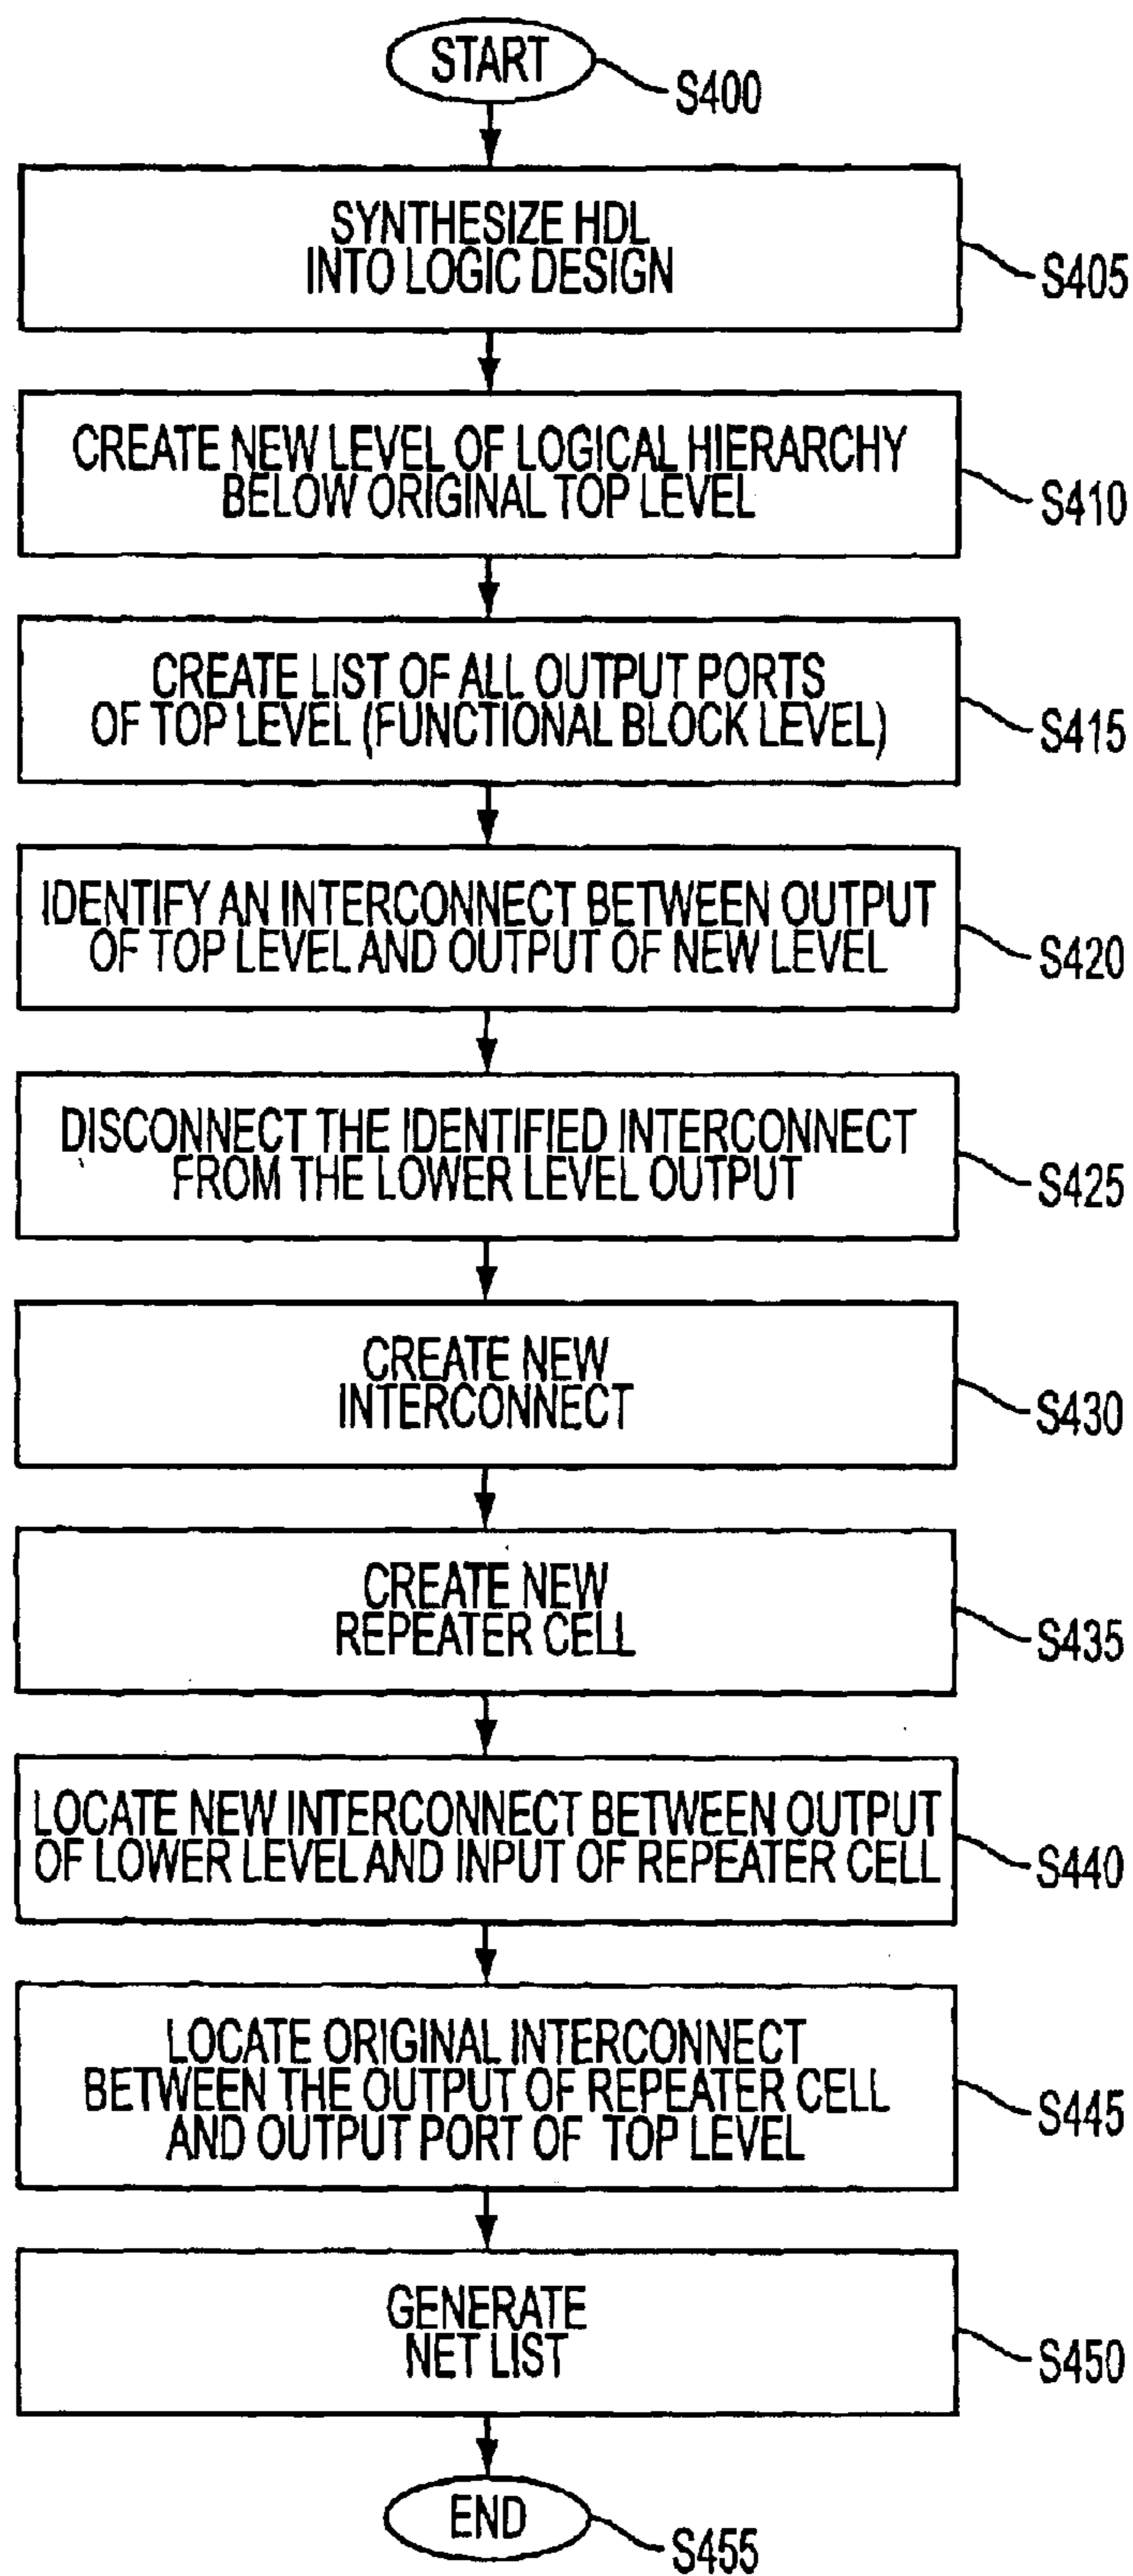 START
S400
SYNTHESIZE HDL
INTO LOGIC DESIGN
S405
CREATE NEW LEVEL OF LOGICAL HIERARCHY
BELOW ORIGINAL TOP LEVEL
S410
CREATE LIST OF ALL OUTPUT PORTS
OF TOP LEVEL (FUNCTIONAL BLOCK LEVEL)
S415
IDENTIFY AN INTERCONNECT BETWEEN OUTPUT
OF TOP LEVEL AND OUTPUT OF NEW LEVEL
S420
DISCONNECT THE IDENTIFIED INTERCONNECT
FROM THE LOWER LEVEL OUTPUT
S425
CREATE NEW
INTERCONNECT
S430
CREATE NEW
REPEATER CELL
S435
LOCATE NEW INTERCONNECT BETWEEN OUTPUT
OF LOWER LEVEL AND INPUT OF REPEATER CELL
S440
LOCATE ORIGINAL INTERCONNECT
BETWEEN THE OUTPUT OF REPEATER CELL
AND OUTPUT PORT OF TOP LEVEL
S445
GENERATE
NET LIST
S450
END
S455